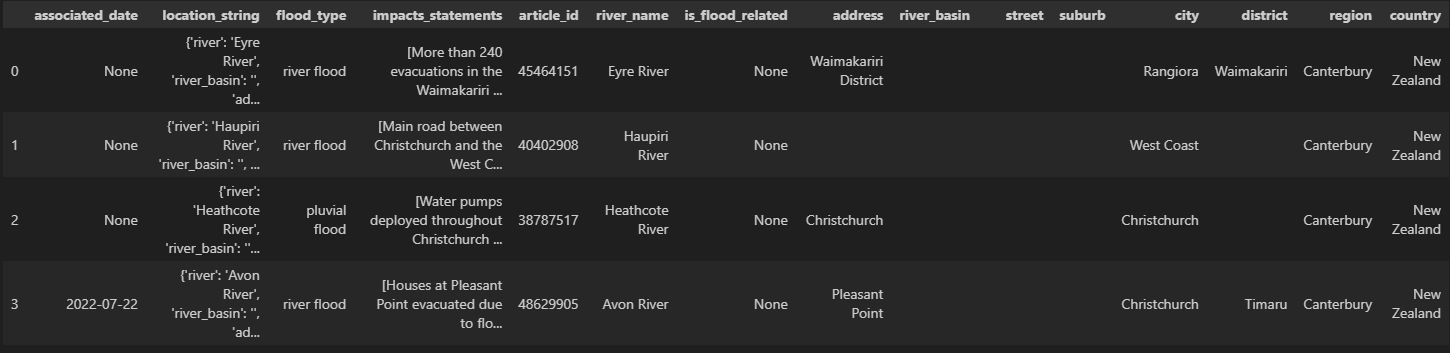 associated_date location_string flood_type impacts_statements article_id river_name is_flood_related address river_basin street suburb city district region country
0 None {'river': 'Eyre River', 'river_basin': '', 'ad... river flood [More than 240 evacuations in the Waimakariri ... 45464151 Eyre River None Waimakariri District Rangiora Waimakariri Canterbury New Zealand
1 None {'river': 'Haupiri River', 'river_basin': '', ... river flood [Main road between Christchurch and the West C... 40402908 Haupiri River None West Coast Canterbury New Zealand
2 None {'river': 'Heathcote River', 'river_basin': ''... pluvial flood [Water pumps deployed throughout Christchurch ... 38787517 Heathcote River None Christchurch Christchurch Canterbury New Zealand
3 2022-07-22 {'river': 'Avon River', 'river_basin': '', 'ad... river flood [Houses at Pleasant Point evacuated due to flo... 48629905 Avon River None Pleasant Point Christchurch Timaru Canterbury New Zealand